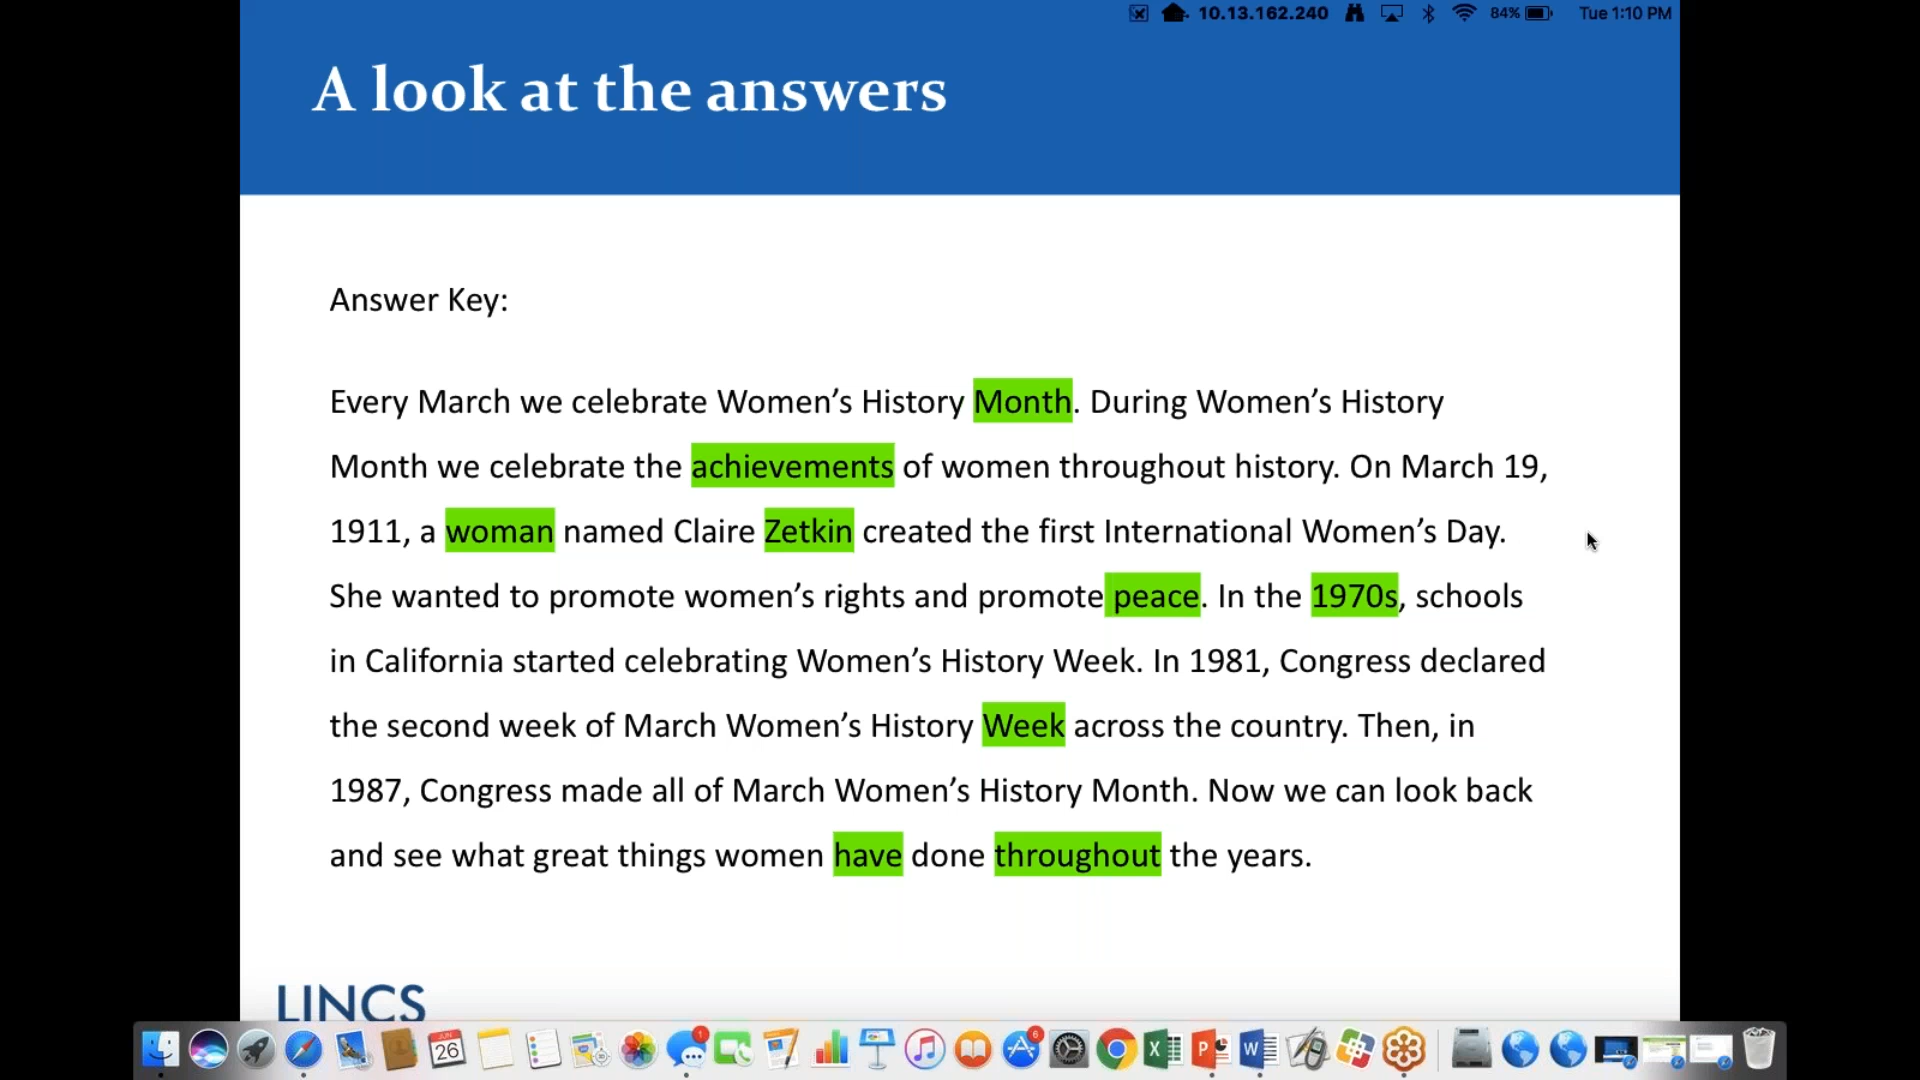 10.13.162.240 84% Tue 1:10 PM
A look at the answers
Answer Key:
Every March we celebrate Women’s History Month. During Women’s History
Month we celebrate the achievements of women throughout history. On March 19,
1911, a woman named Claire Zetkin created the first International Women’s Day.
She wanted to promote women’s rights and promote peace. In the 1970s, schools
in California started celebrating Women’s History Week. In 1981, Congress declared
the second week of March Women’s History Week across the country. Then, in
1987, Congress made all of March Women’s History Month. Now we can look back
and see what great things women have done throughout the years.
LINCS
JUN
26
1
6